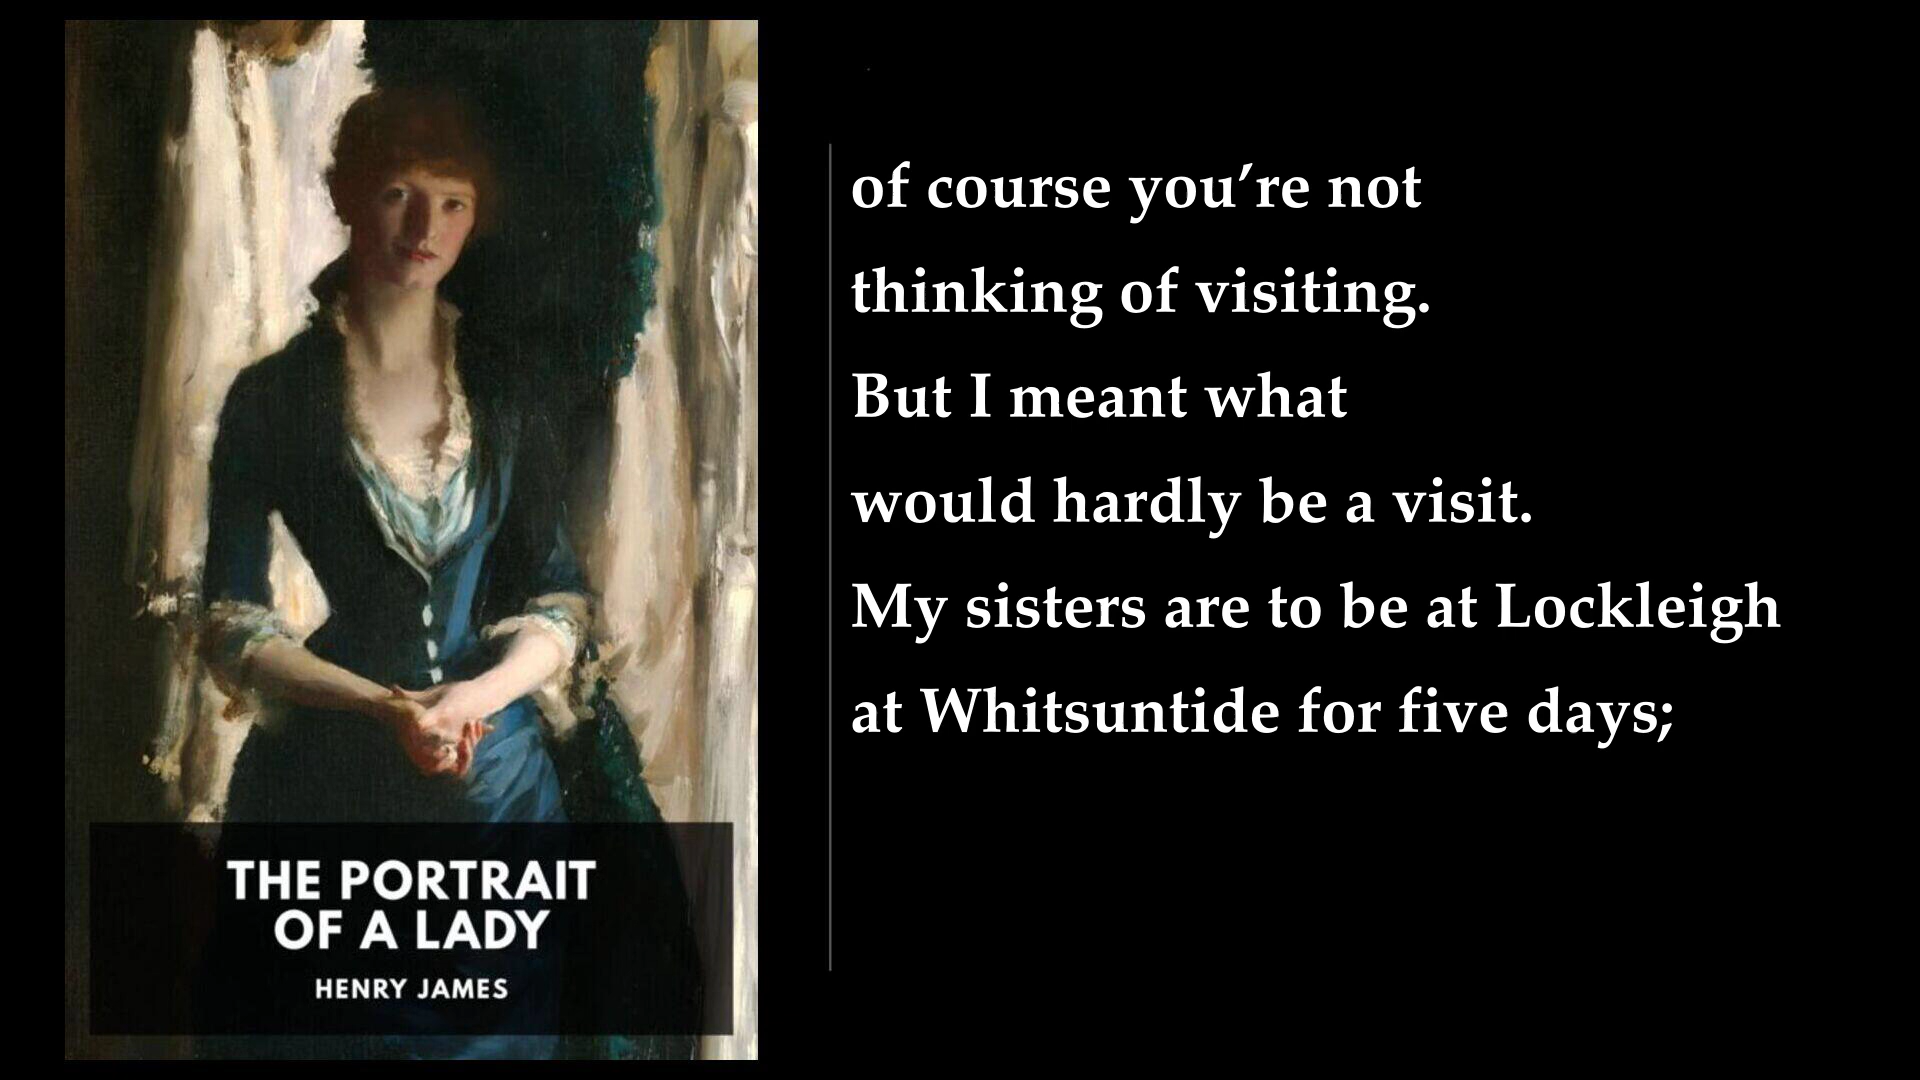 THE PORTRAIT
OF A LADY
HENRY JAMES
of course you’re not
thinking of visiting.
But I meant what
would hardly be a visit.
My sisters are to be at Lockleigh
at Whitsuntide for five days;